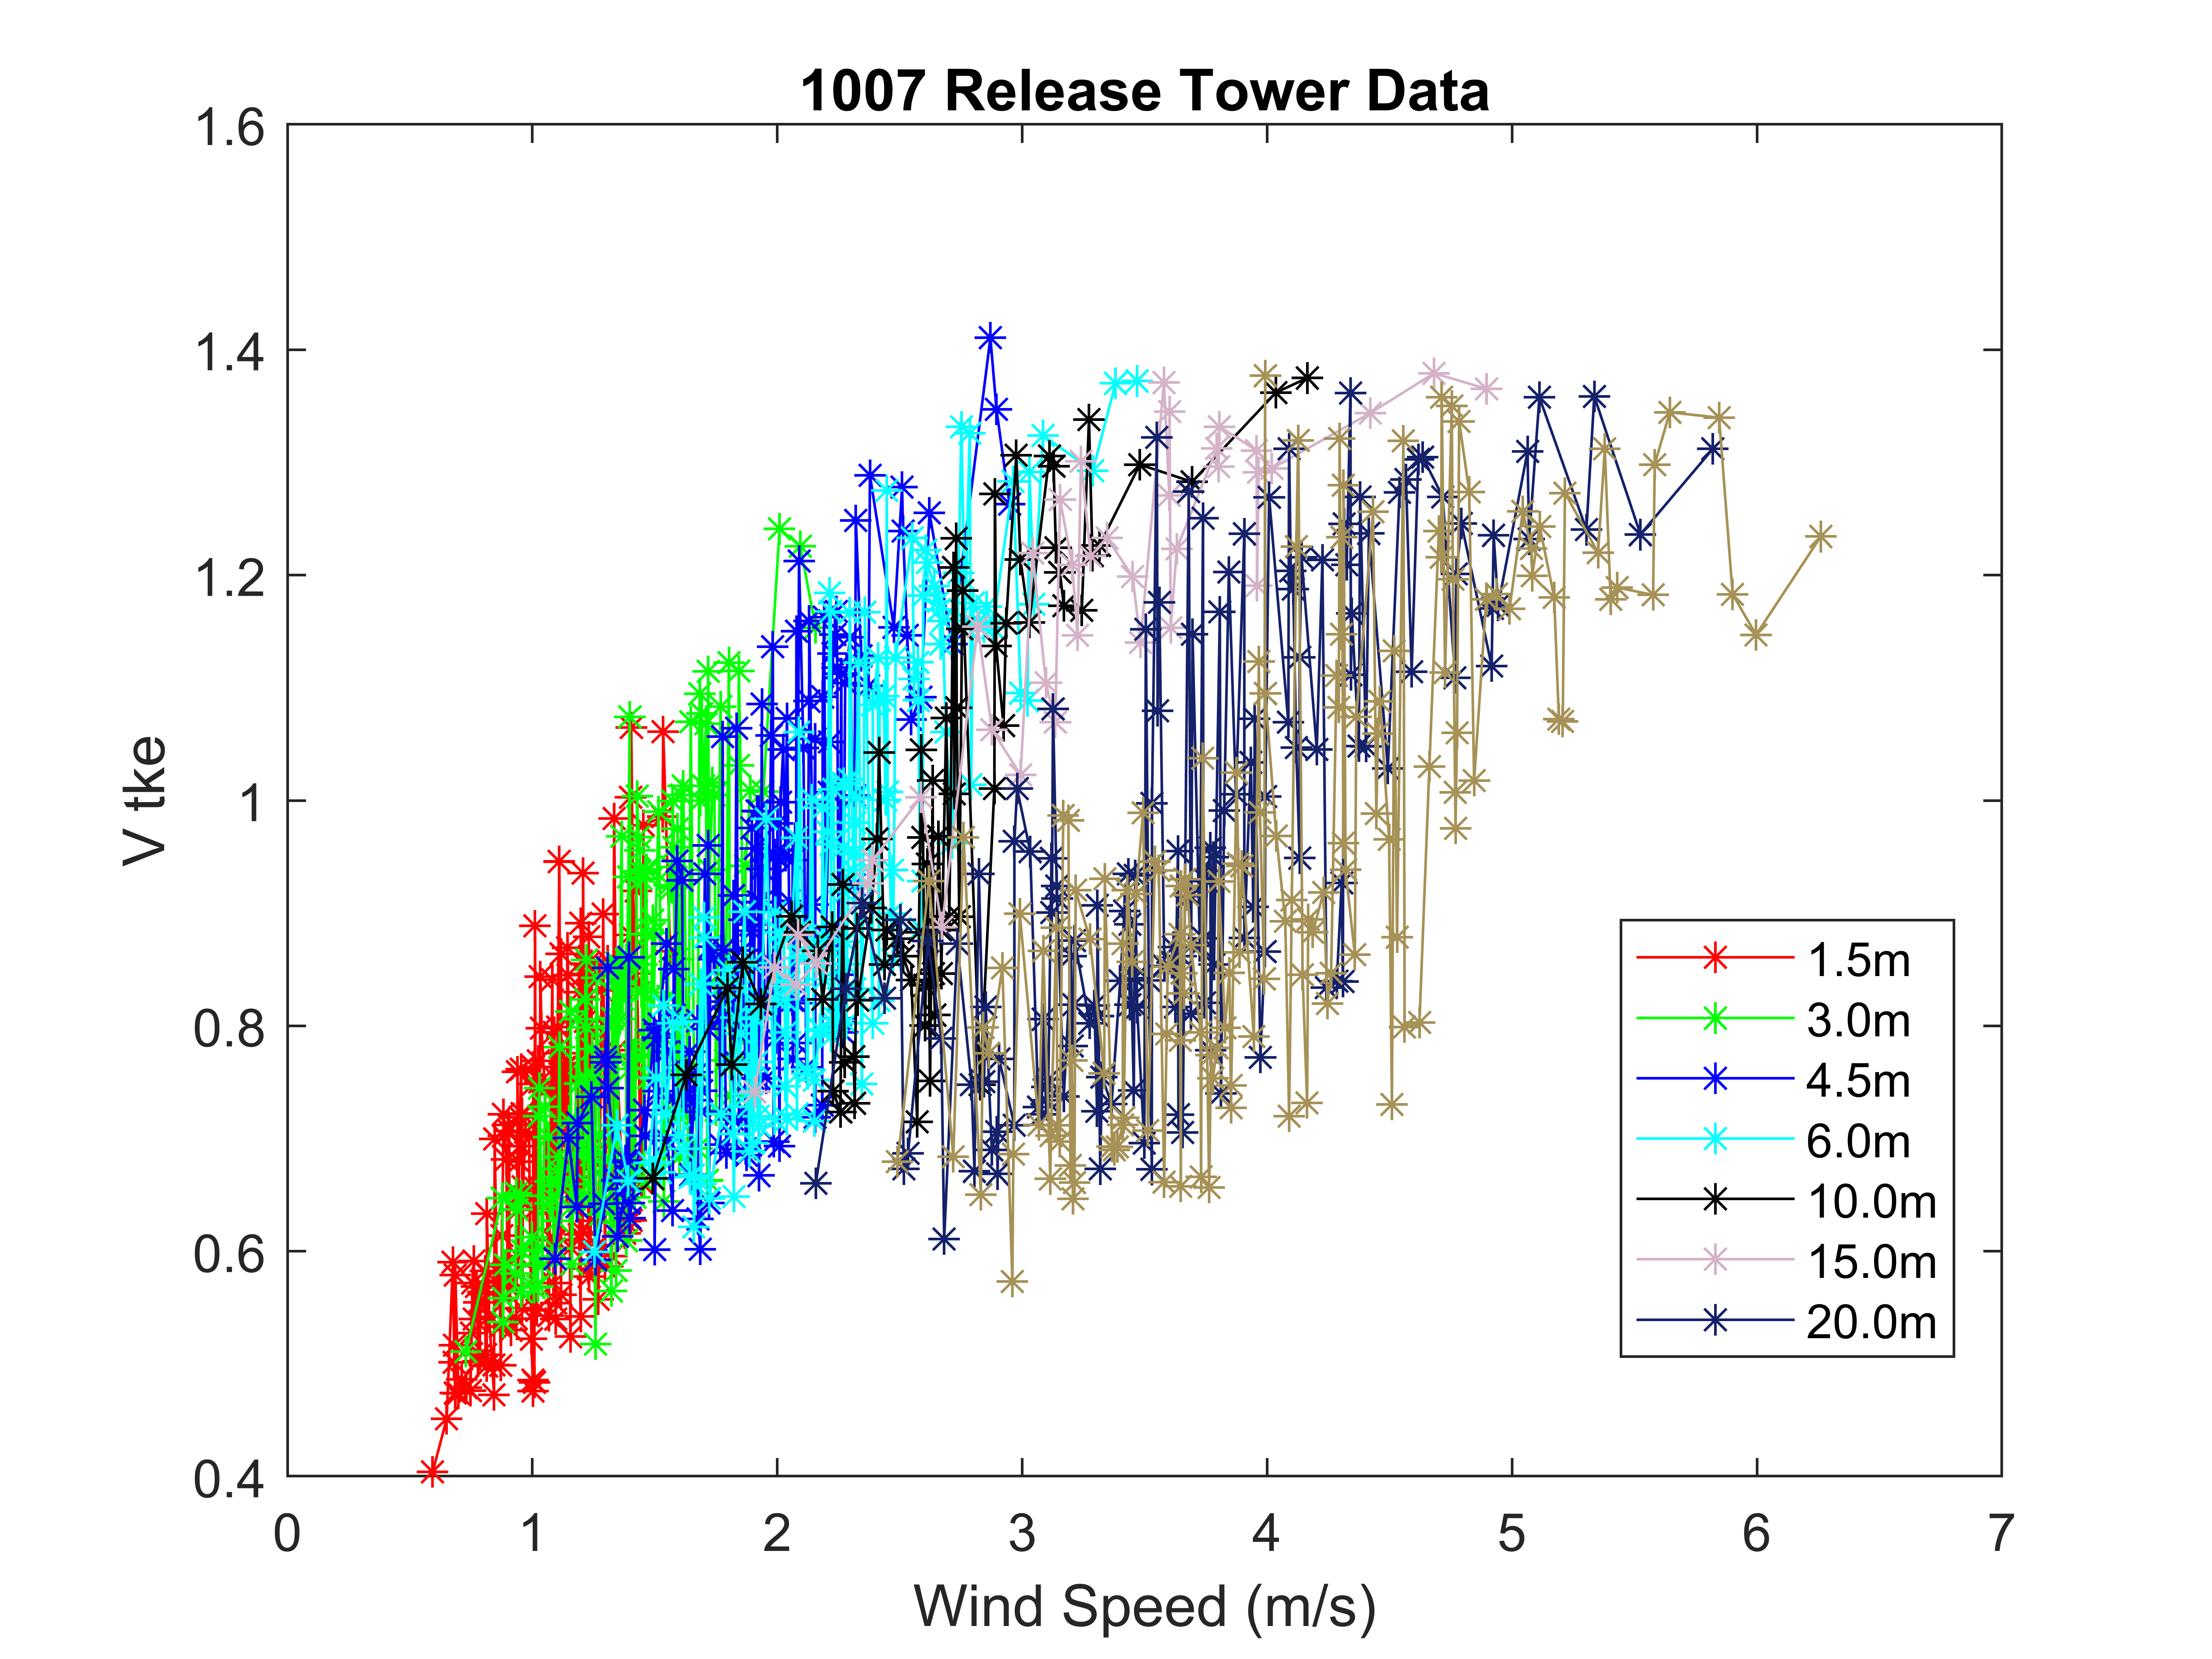 1007 Release Tower Data
1.6
1.4
1.2
1
0.8
0.6
0.4
V tke
0 1 2 3 4 5 6 7
Wind Speed (m/s)
1.5m
3.0m
4.5m
6.0m
10.0m
15.0m
20.0m